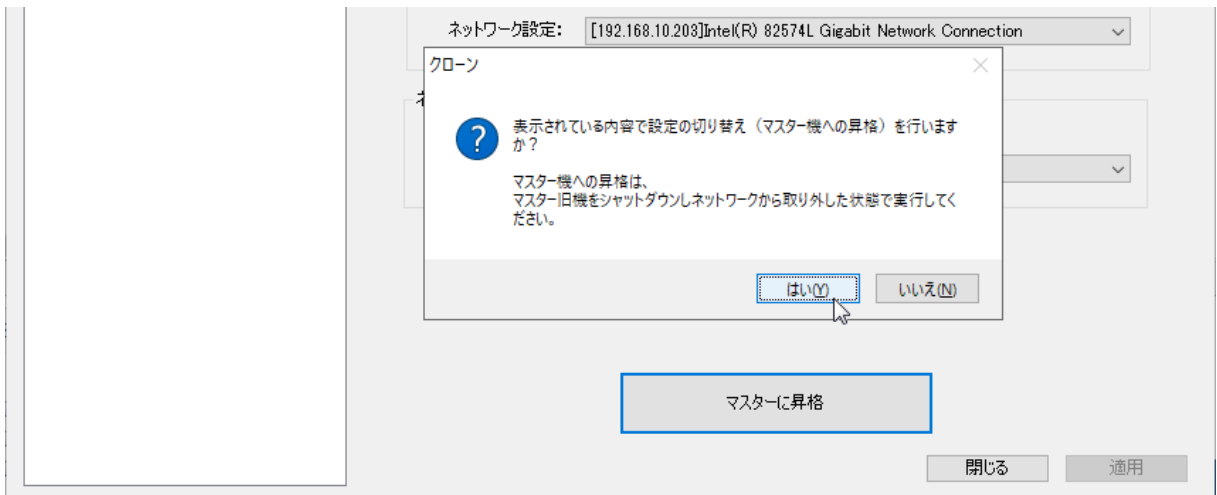 ネットワーク設定: [192.168.10.203]Intel(R) 82574L Gigabit Network Connection
クローン
表示されている内容で設定の切り替え（マスター機への昇格）を行います
か？
マスター機への昇格は、
マスター旧機をシャットダウンしネットワークから取り外した状態で実行してく
ださい。
はい(Y) いいえ(N)
マスターに昇格
閉じる 適用